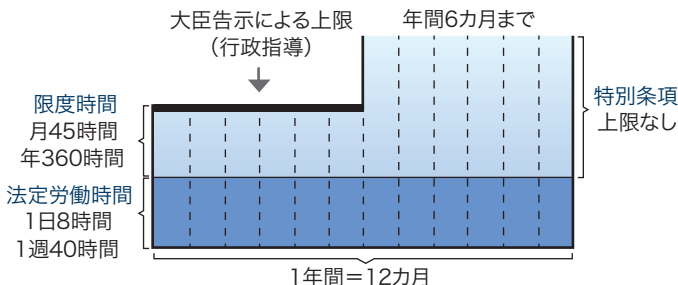 大臣告示による上限
（行政指導）
年間6カ月まで
限度時間
月45時間
年360時間
特別条項
上限なし
法定労働時間
1日8時間
1週40時間
1年間＝12カ月